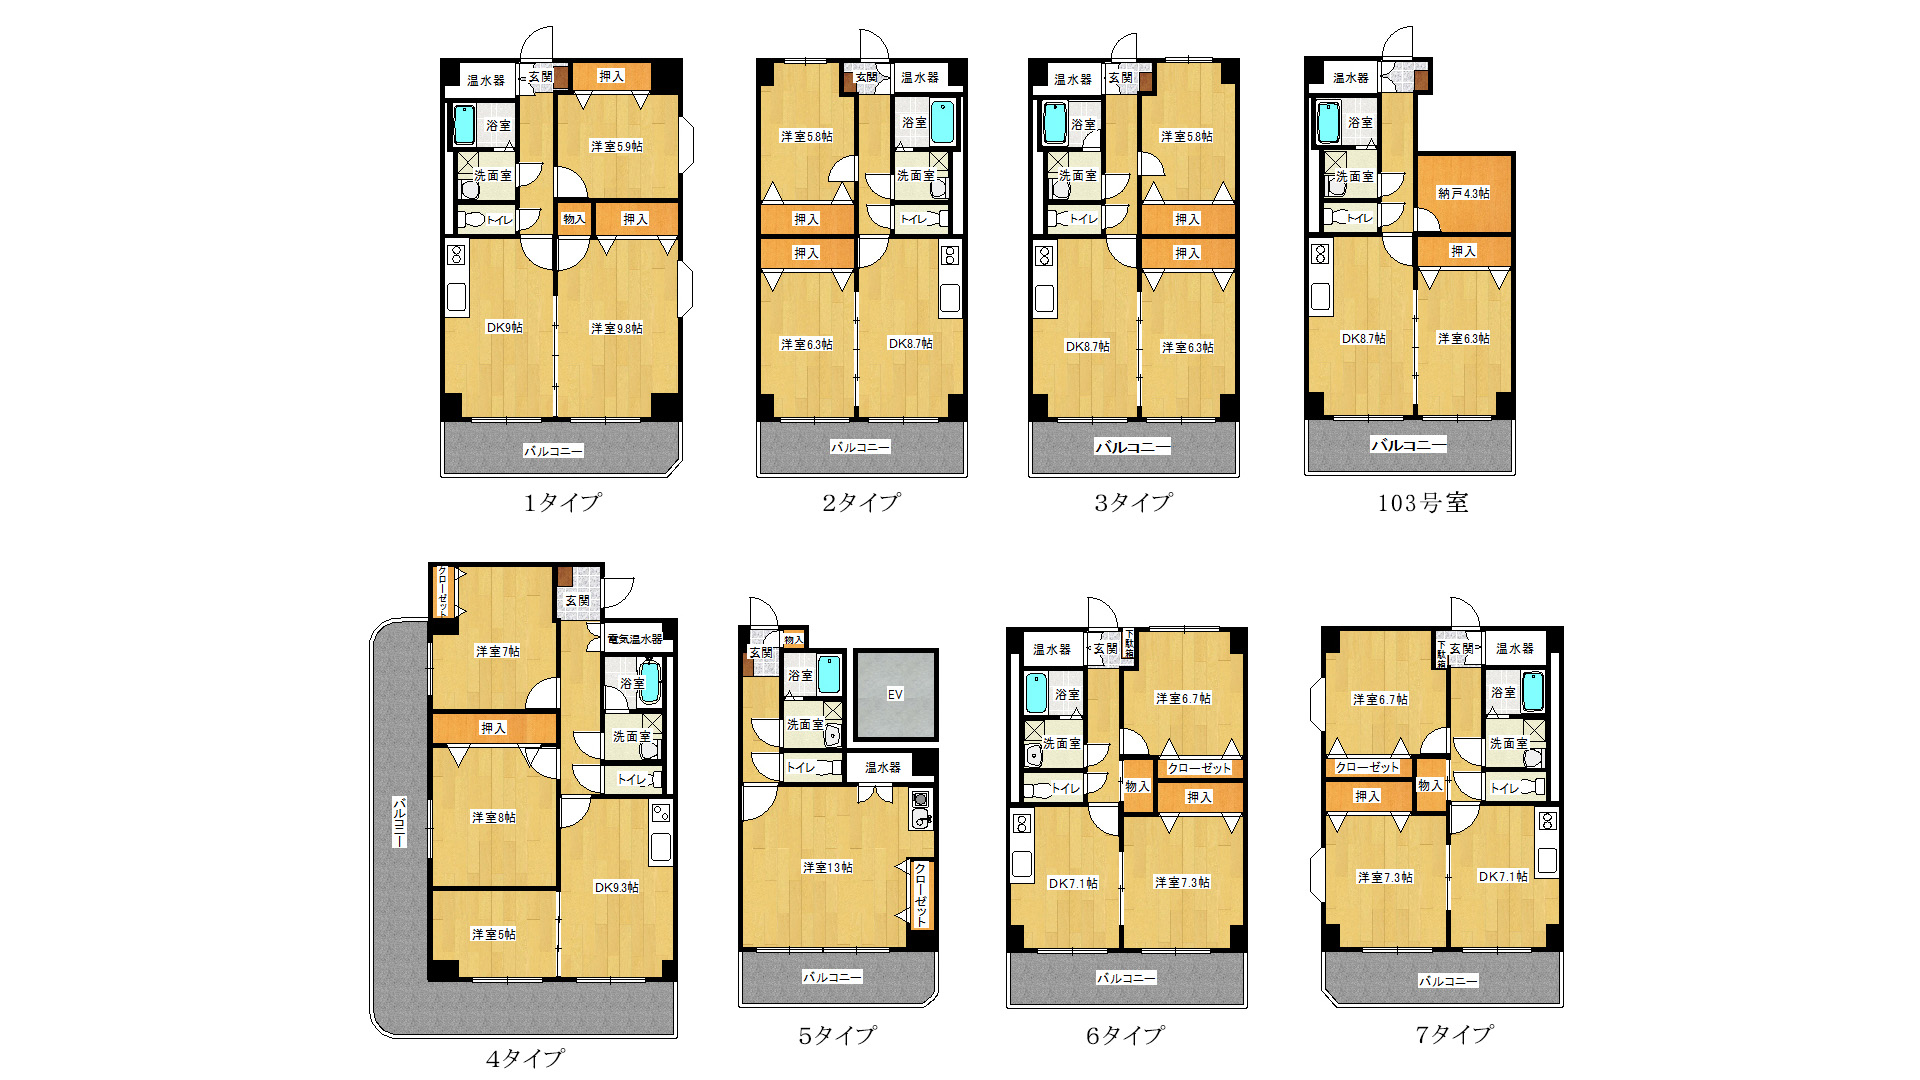 温水器
玄関
押入
浴室
洋室5.9帖
洗面室
トイレ
物入
押入
DK9帖
洋室9.8帖
バルコニー
1タイプ
玄関
温水器
洋室5.8帖
浴室
洗面室
押入
トイレ
押入
洋室6.3帖
DK8.7帖
バルコニー
2タイプ
温水器
玄関
浴室
洋室5.8帖
洗面室
トイレ
押入
押入
DK8.7帖
洋室6.3帖
バルコニー
3タイプ
温水器
浴室
洗面室
納戸4.3帖
トイレ
押入
DK8.7帖
洋室6.3帖
バルコニー
103号室
クローゼット
玄関
電気温水器
洋室7帖
浴室
押入
洗面室
トイレ
バルコニー
洋室8帖
DK9.3帖
洋室5帖
4タイプ
物入
玄関
浴室
EV
洗面室
トイレ
温水器
洋室13帖
クローゼット
バルコニー
5タイプ
温水器
玄関
下駄箱
浴室
洋室6.7帖
洗面室
クローゼット
トイレ
物入
押入
DK7.1帖
洋室7.3帖
バルコニー
6タイプ
下駄箱
玄関
温水器
洋室6.7帖
浴室
洗面室
クローゼット
押入
物入
トイレ
洋室7.3帖
DK7.1帖
バルコニー
7タイプ